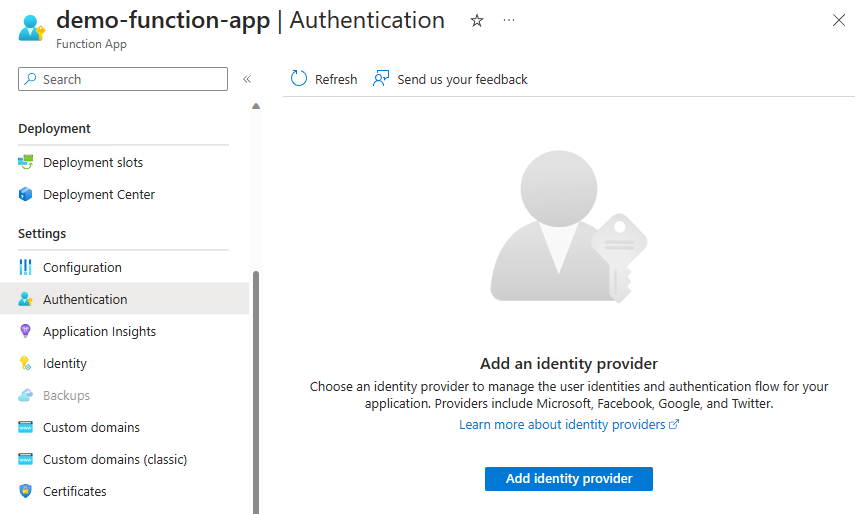 demo-function-app | Authentication
Function App
Search
Refresh
Send us your feedback
Deployment
Deployment slots
Deployment Center
Settings
Configuration
Authentication
Application Insights
Identity
Backups
Custom domains
Custom domains (classic)
Certificates
Add an identity provider
Choose an identity provider to manage the user identities and authentication flow for your
application. Providers include Microsoft, Facebook, Google, and Twitter.
Learn more about identity providers
Add identity provider